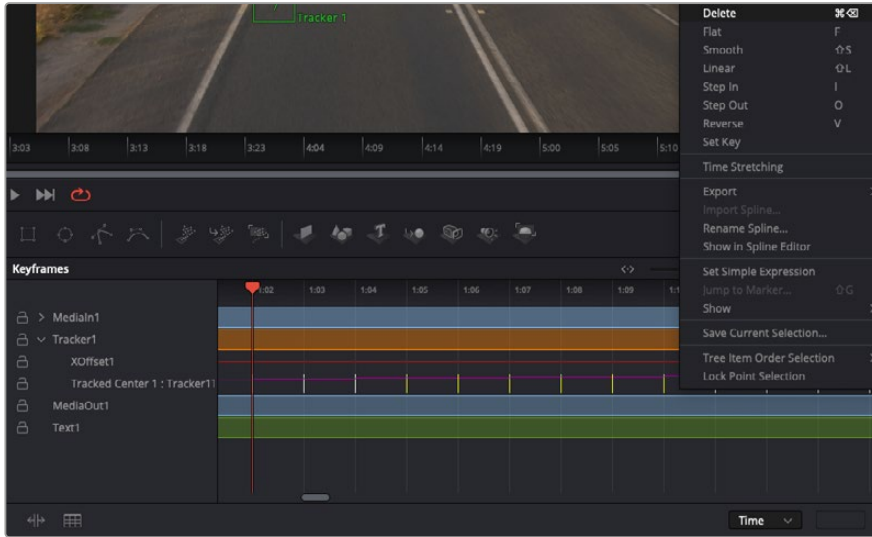 Tracker 1
Delete ⌘⌫
Flat F
Smooth ⇧S
Linear ⇧L
Step In I
Step Out O
Reverse V
Set Key
Time Stretching
Export
Import Spline...
Rename Spline...
Show in Spline Editor
Set Simple Expression
Jump to Marker... ⇧G
Show
Save Current Selection...
Tree Item Order Selection
Lock Point Selection
3:03 3:08 3:13 3:18 3:23 4:04 4:09 4:14 4:19 5:00 5:05 5:10
Keyframes
1:02 1:03 1:04 1:05 1:06 1:07 1:08 1:09
MediaIn1
Tracker1
XOffset1
Tracked Center 1 : Tracker1
MediaOut1
Text1
Time